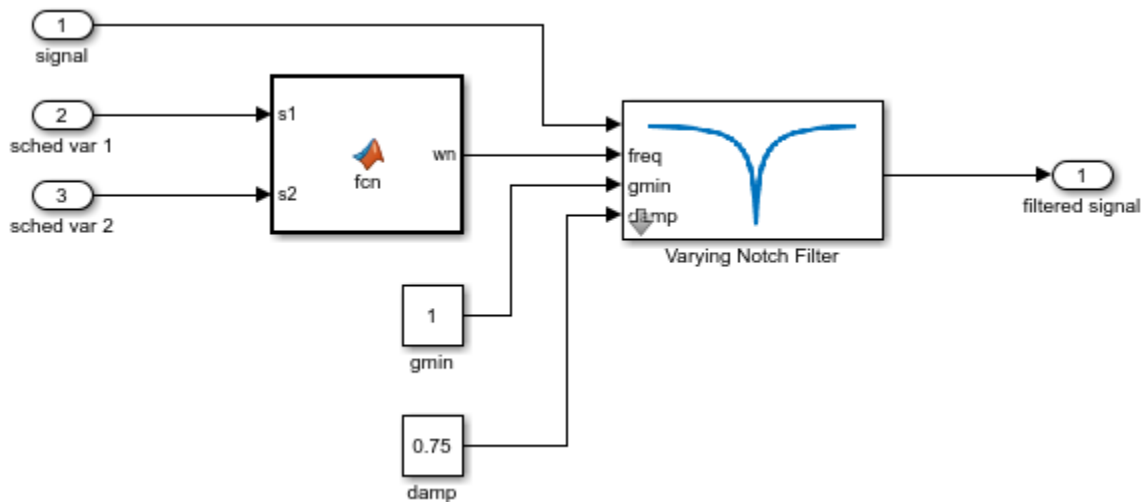 1
signal
2
sched var 1
3
sched var 2
s1
s2
fcn
wn
freq
gmin
damp
Varying Notch Filter
1
filtered signal
1
gmin
0.75
damp